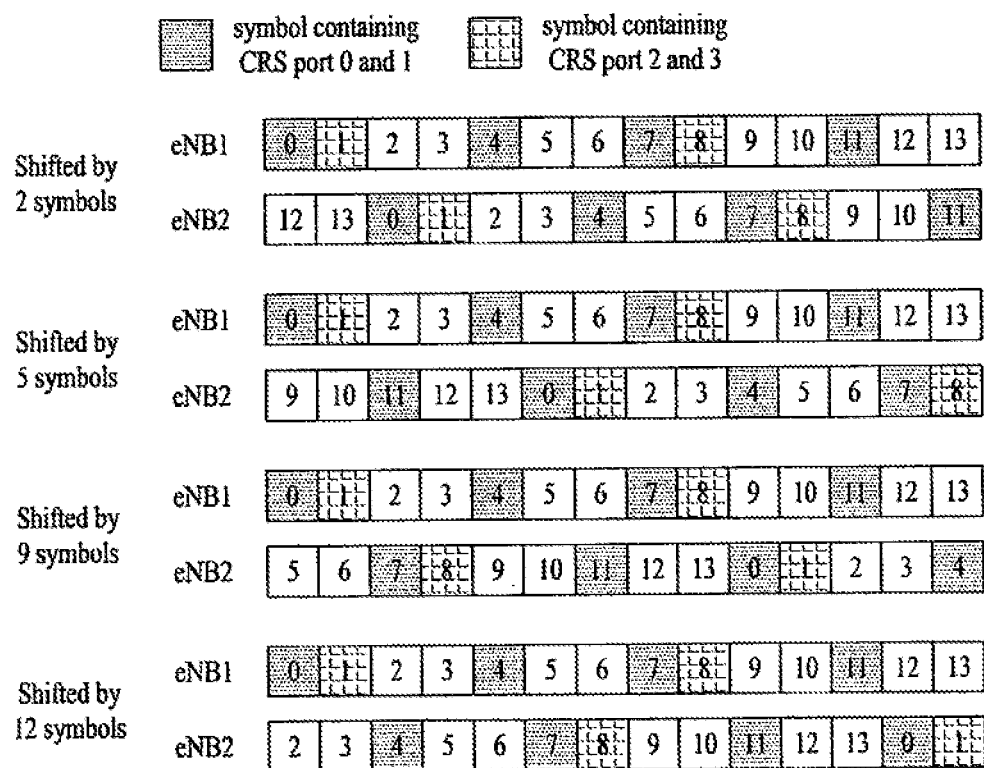 symbol containing
CRS port 0 and 1
symbol containing
CRS port 2 and 3
Shifted by
2 symbols
eNB1
0 1 2 3 4 5 6 7 8 9 10 11 12 13
eNB2
12 13 0 1 2 3 4 5 6 7 8 9 10 11
Shifted by
5 symbols
eNB1
0 1 2 3 4 5 6 7 8 9 10 11 12 13
eNB2
9 10 11 12 13 0 1 2 3 4 5 6 7 8
Shifted by
9 symbols
eNB1
0 1 2 3 4 5 6 7 8 9 10 11 12 13
eNB2
5 6 7 8 9 10 11 12 13 0 1 2 3 4
Shifted by
12 symbols
eNB1
0 1 2 3 4 5 6 7 8 9 10 11 12 13
eNB2
2 3 4 5 6 7 8 9 10 11 12 13 0 1